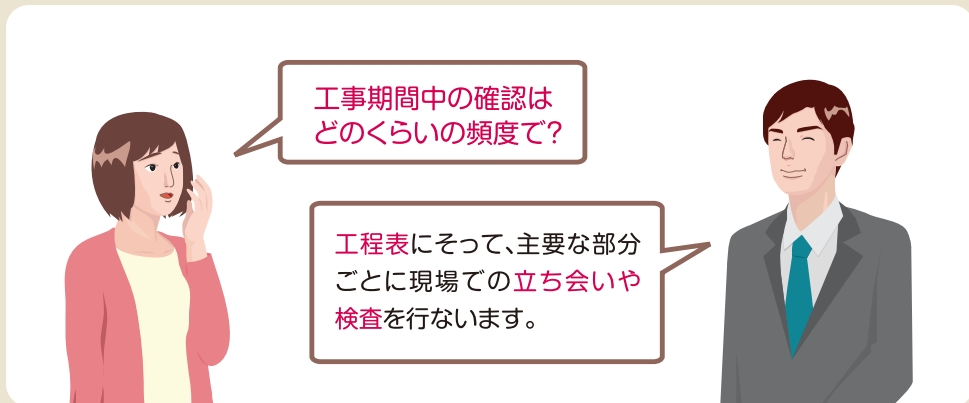 工事期間中の確認は
どのくらいの頻度で?
工程表にそって、主要な部分
ごとに現場での立ち会いや
検査を行ないます。